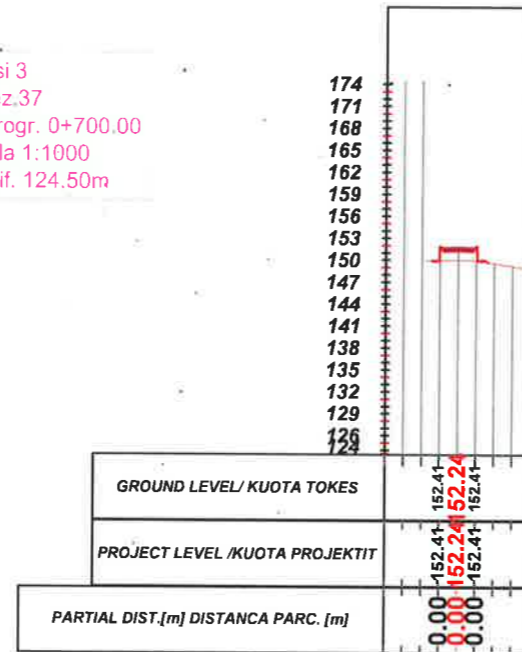 si 3
z.37
rogr. 0+700.00
la 1:1000
if. 124.50m
174
171
168
165
162
159
156
153
150
147
144
141
138
135
132
129
126
124
GROUND LEVEL/ KUOTA TOKES
152.41 152.24 152.41
PROJECT LEVEL /KUOTA PROJEKTIT
152.41 152.24 152.41
PARTIAL DIST.[m] DISTANCA PARC. [m]
0.00 0.00 0.00